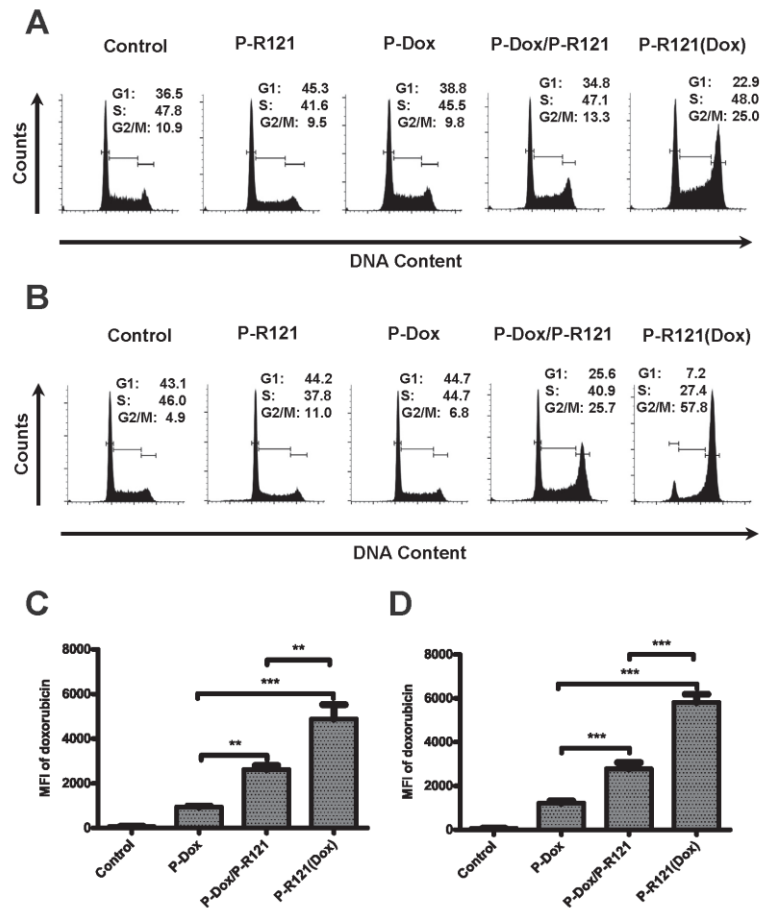 A
Control P-R121 P-Dox P-Dox/P-R121 P-R121(Dox)
G1: 36.5
S: 47.8
G2/M: 10.9
G1: 45.3
S: 41.6
G2/M: 9.5
G1: 38.8
S: 45.5
G2/M: 9.8
G1: 34.8
S: 47.1
G2/M: 13.3
G1: 22.9
S: 48.0
G2/M: 25.0
Counts
DNA Content
B
Control P-R121 P-Dox P-Dox/P-R121 P-R121(Dox)
G1: 43.1
S: 46.0
G2/M: 4.9
G1: 44.2
S: 37.8
G2/M: 11.0
G1: 44.7
S: 44.7
G2/M: 6.8
G1: 25.6
S: 40.9
G2/M: 25.7
G1: 7.2
S: 27.4
G2/M: 57.8
Counts
DNA Content
C
MFI of doxorubicin
8000
6000
4000
2000
0
**
***
**
Control
P-Dox
P-Dox/P-R121
P-R121(Dox)
D
MFI of doxorubicin
8000
6000
4000
2000
0
***
***
***
Control
P-Dox
P-Dox/P-R121
P-R121(Dox)